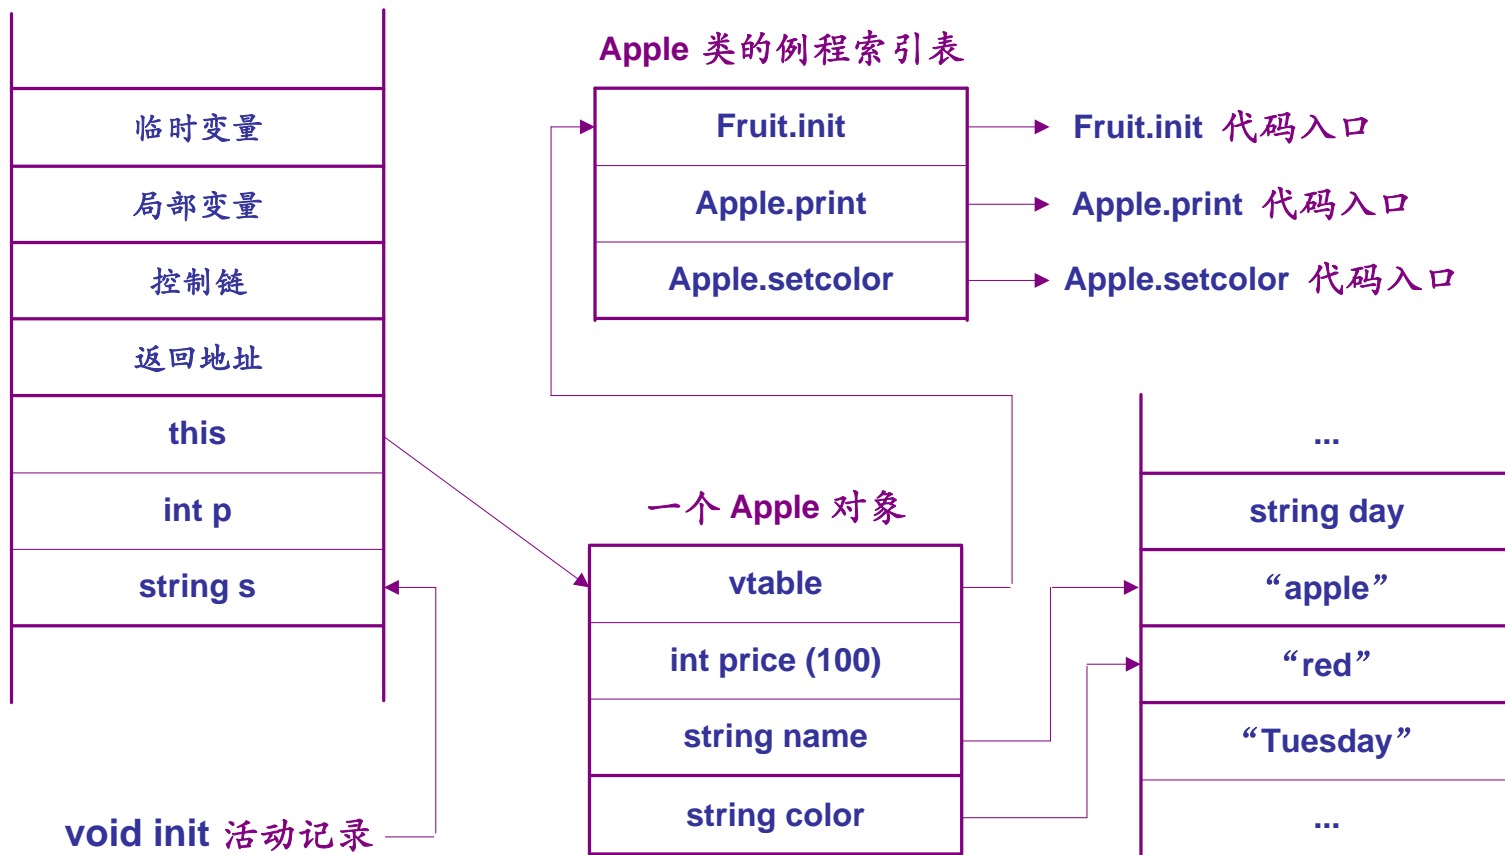 Apple 类的例程索引表
临时变量
局部变量
控制链
返回地址
this
int p
string s
void init 活动记录
Fruit.init
Apple.print
Apple.setcolor
Fruit.init 代码入口
Apple.print 代码入口
Apple.setcolor 代码入口
一个 Apple 对象
vtable
int price (100)
string name
string color
...
string day
“apple”
“red”
“Tuesday”
...